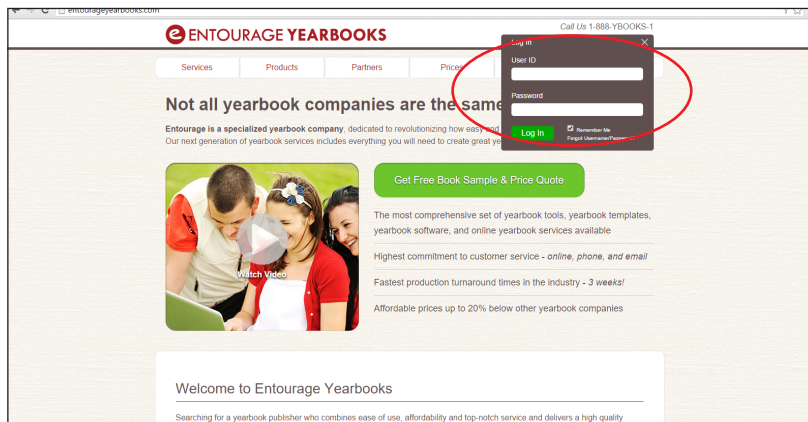 entourageyearbooks.com
ENTOURAGE YEARBOOKS
Call Us 1-888-YBOOKS-1
Services Products Partners Prices
Log In X
User ID
Password
Log In
Remember Me
Forgot Username/Password
Not all yearbook companies are the same
Entourage is a specialized yearbook company, dedicated to revolutionizing how easy and
Our next generation of yearbook services includes everything you will need to create great ye
Watch Video
Get Free Book Sample & Price Quote
The most comprehensive set of yearbook tools, yearbook templates,
yearbook software, and online yearbook services available
Highest commitment to customer service - online, phone, and email
Fastest production turnaround times in the industry - 3 weeks!
Affordable prices up to 20% below other yearbook companies
Welcome to Entourage Yearbooks
Searching for a yearbook publisher who combines ease of use, affordability and top-notch service and delivers a high quality